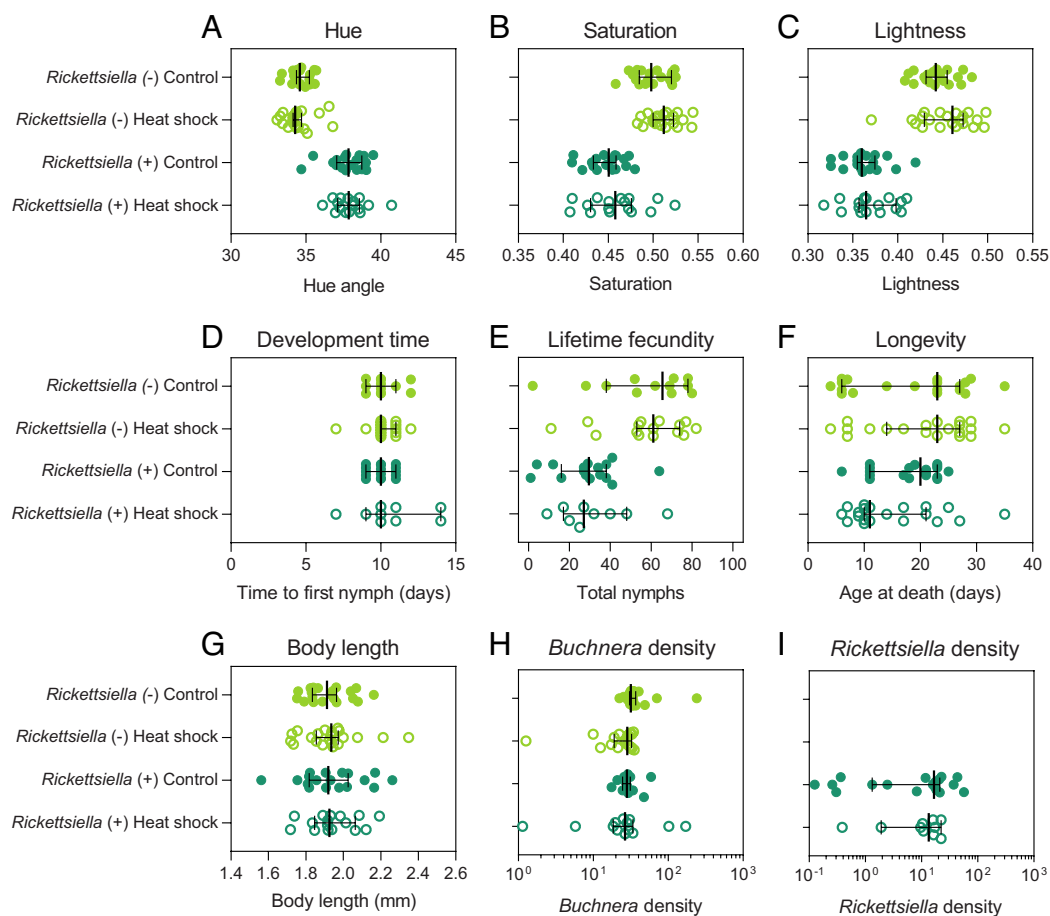 A Hue
B Saturation
C Lightness
Rickettsiella (-) Control
Rickettsiella (-) Heat shock
Rickettsiella (+) Control
Rickettsiella (+) Heat shock
30 35 40 45
0.35 0.40 0.45 0.50 0.55 0.60
0.30 0.35 0.40 0.45 0.50 0.55
Hue angle
Saturation
Lightness
D Development time
E Lifetime fecundity
F Longevity
Rickettsiella (-) Control
Rickettsiella (-) Heat shock
Rickettsiella (+) Control
Rickettsiella (+) Heat shock
0 5 10 15
0 20 40 60 80 100
0 10 20 30 40
Time to first nymph (days)
Total nymphs
Age at death (days)
G Body length
H Buchnera density
I Rickettsiella density
Rickettsiella (-) Control
Rickettsiella (-) Heat shock
Rickettsiella (+) Control
Rickettsiella (+) Heat shock
1.4 1.6 1.8 2.0 2.2 2.4 2.6
10⁰ 10¹ 10² 10³
10⁻¹ 10⁰ 10¹ 10² 10³
Body length (mm)
Buchnera density
Rickettsiella density